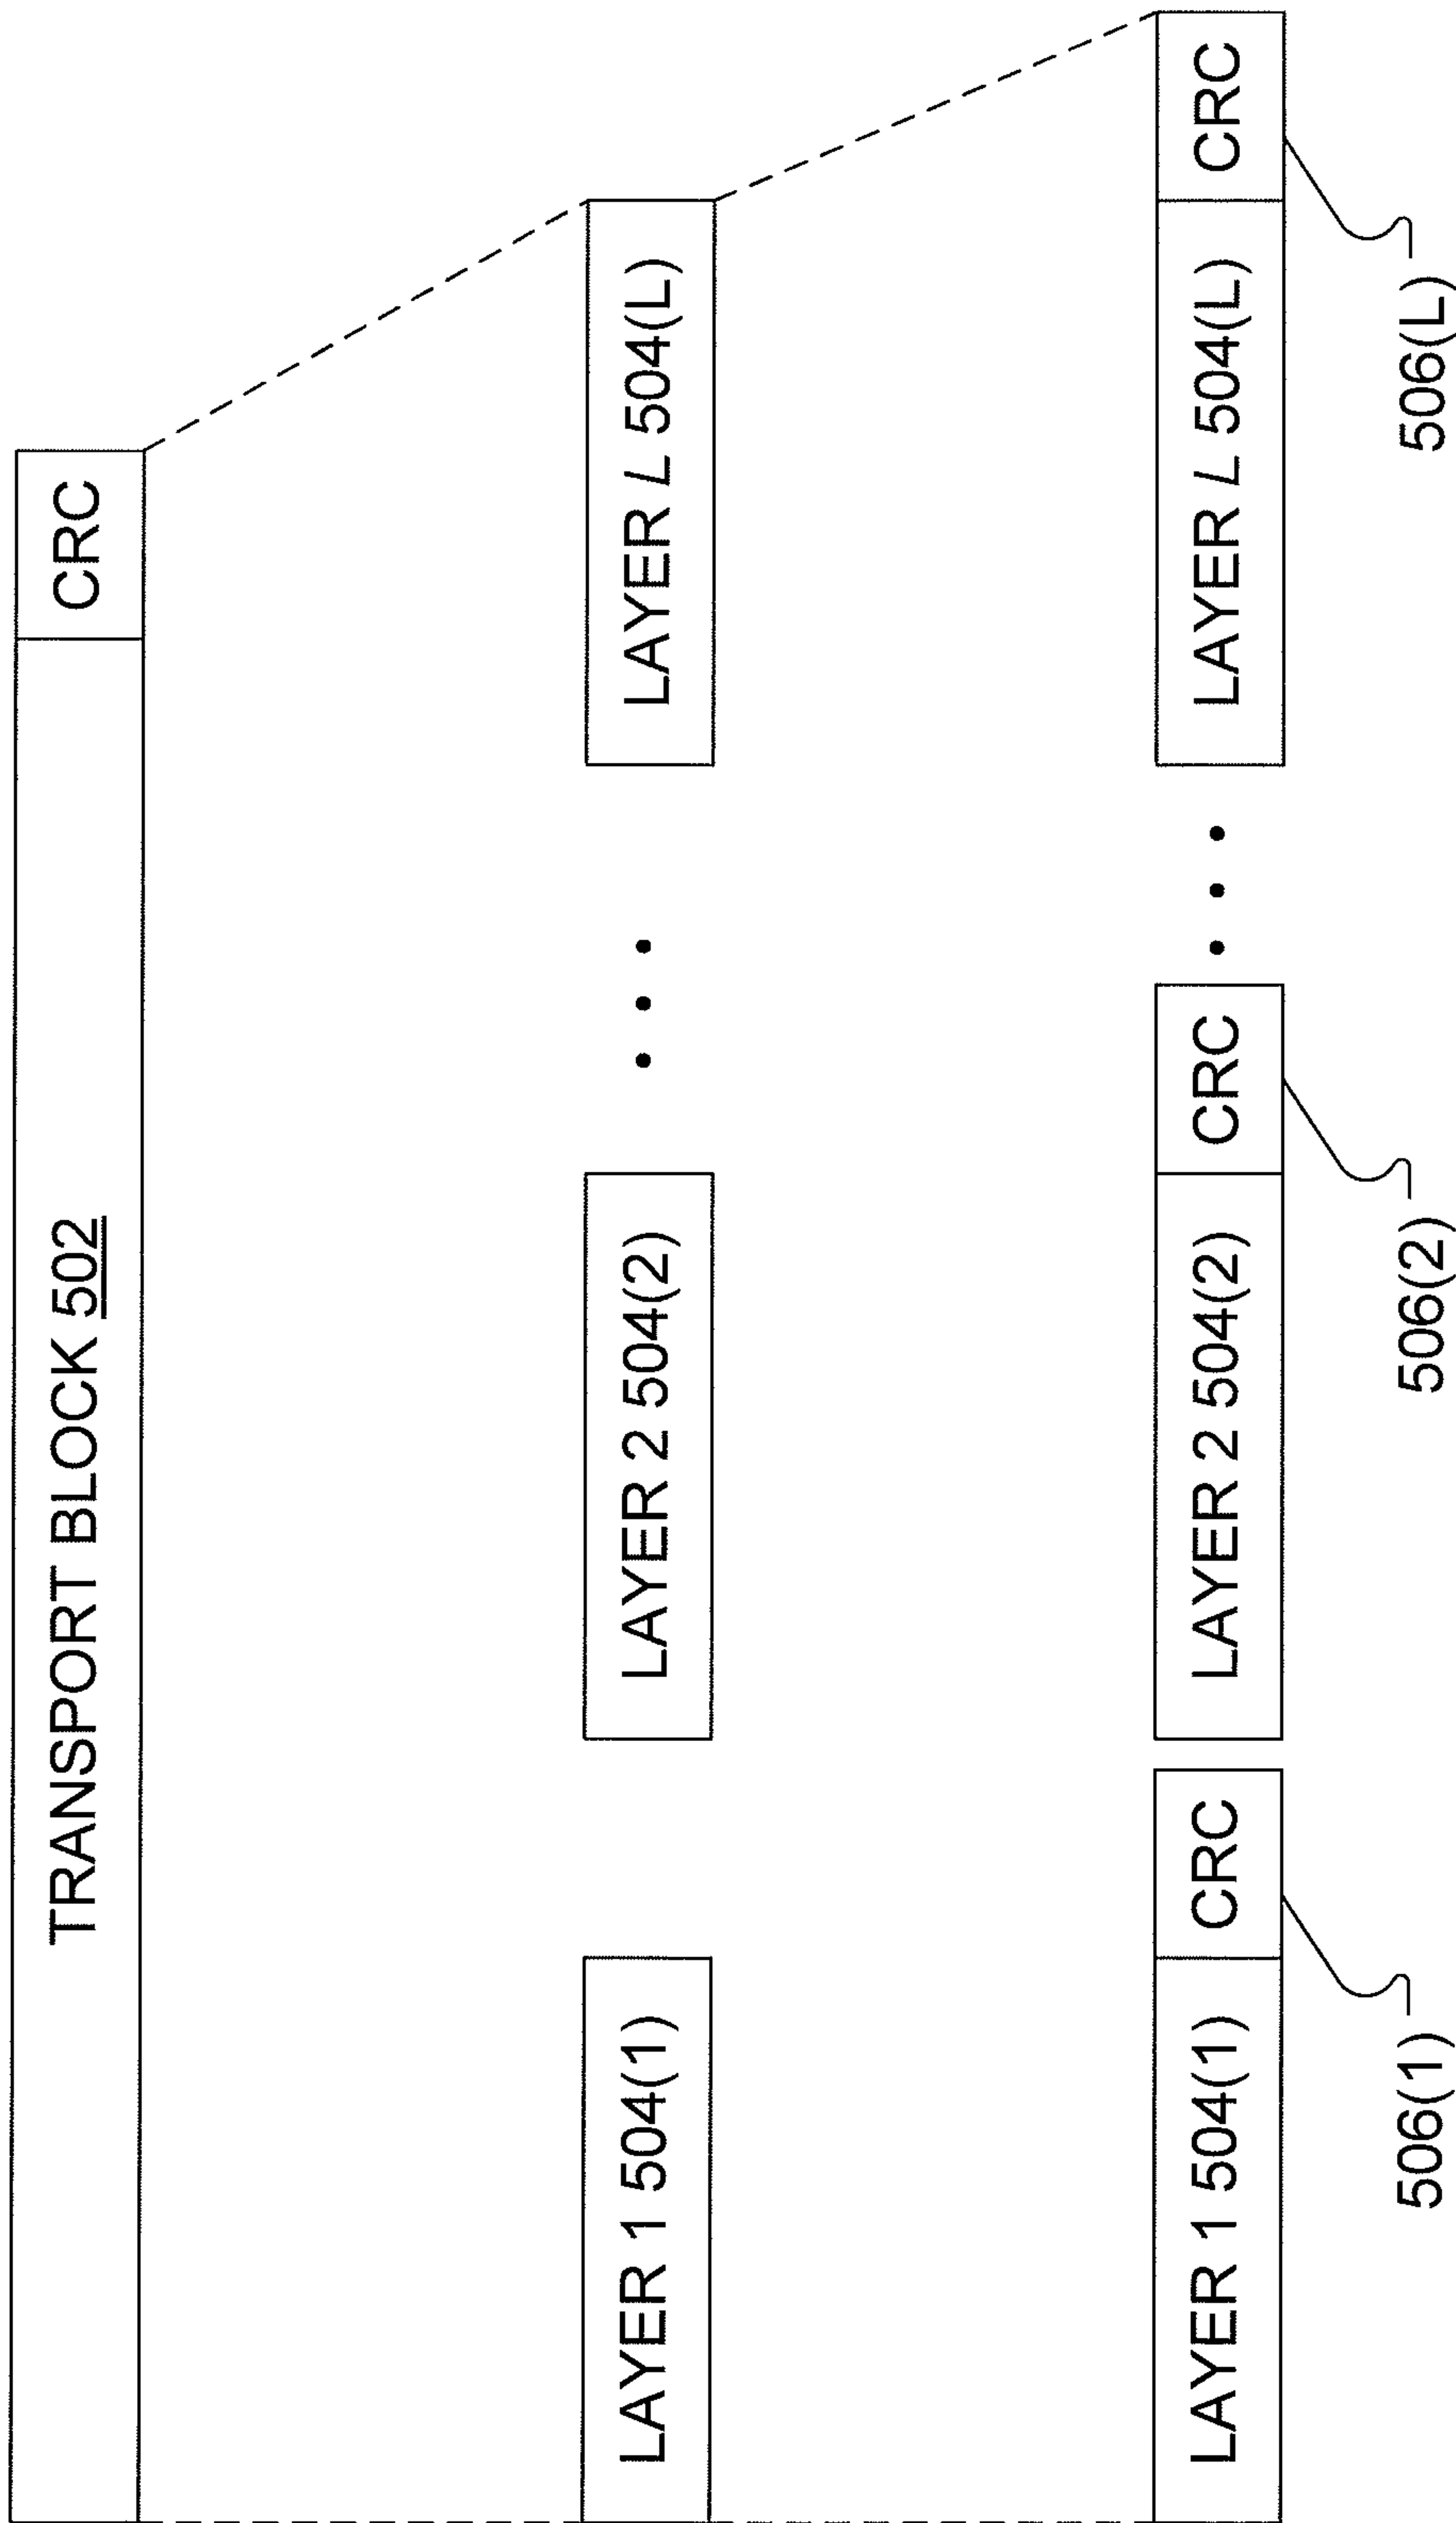 TRANSPORT BLOCK 502 CRC
LAYER 1 504(1) LAYER 2 504(2) LAYER L 504(L)
LAYER 1 504(1) CRC LAYER 2 504(2) CRC LAYER L 504(L) CRC
506(1) 506(2) 506(L)